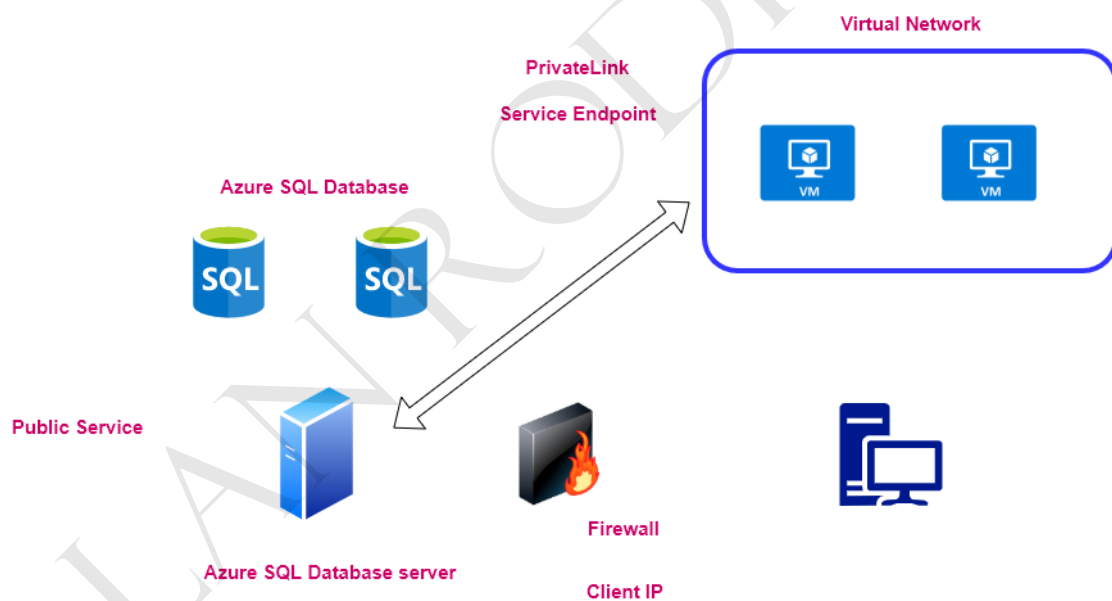 Virtual Network
PrivateLink
Service Endpoint
VM
VM
Azure SQL Database
SQL
SQL
Public Service
Firewall
Azure SQL Database server
Client IP